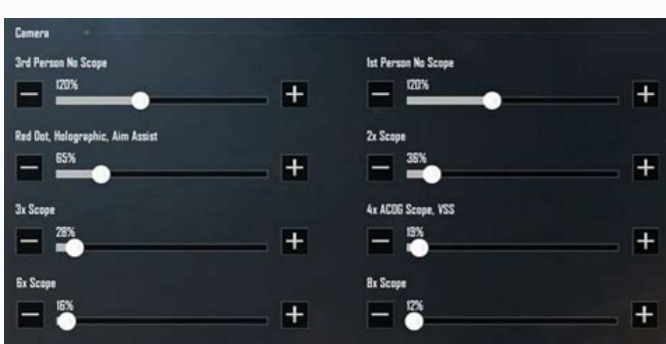 Camera
3rd Person No Scope
1st Person No Scope
120%
120%
Red Dot, Holographic, Aim Assist
2x Scope
65%
36%
3x Scope
4x ACOG Scope, VSS
28%
19%
6x Scope
8x Scope
16%
12%